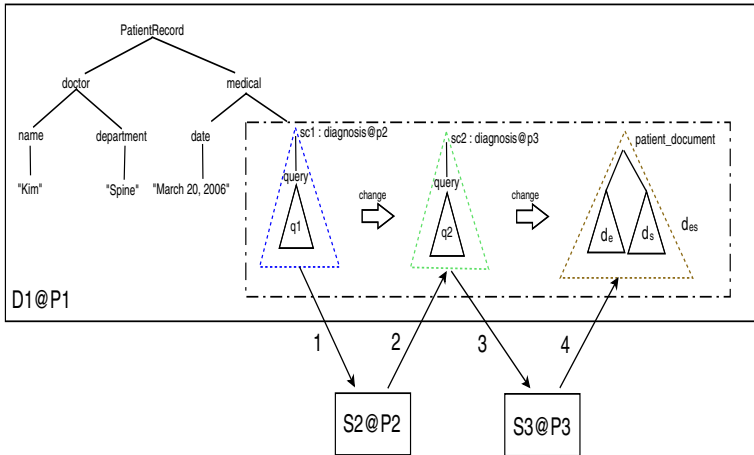 PatientRecord
doctor
medical
name
department
date
sc1 : diagnosis@p2
sc2 : diagnosis@p3
patient_document
"Kim"
"Spine"
"March 20, 2006"
query
query
change
change
q1
q2
de
ds
des
D1@P1
1
2
3
4
S2@P2
S3@P3